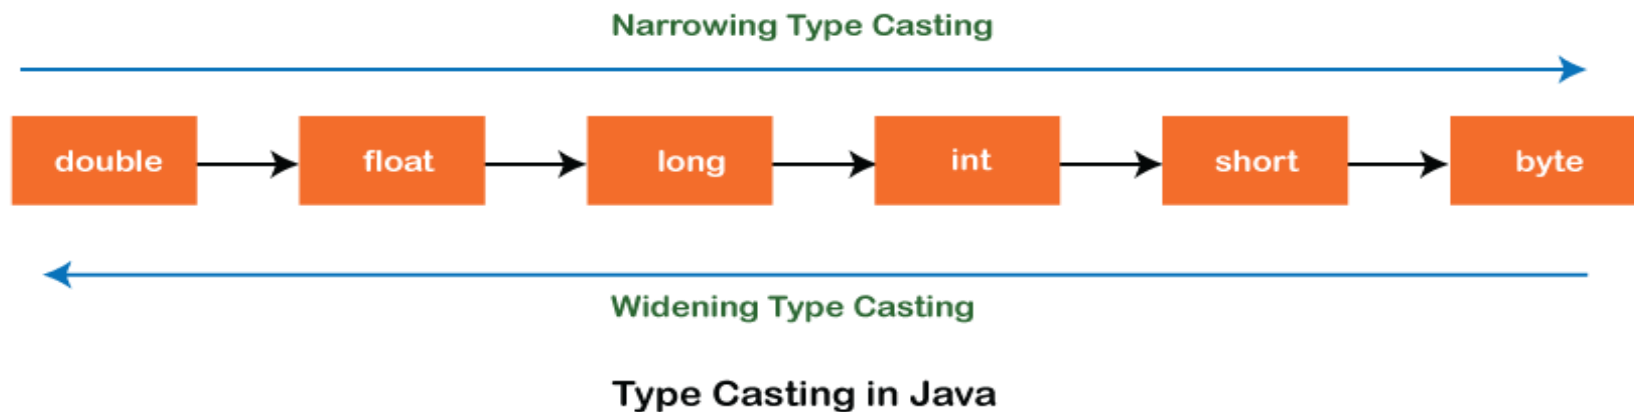 Narrowing Type Casting
double float long int short byte
Widening Type Casting
Type Casting in Java